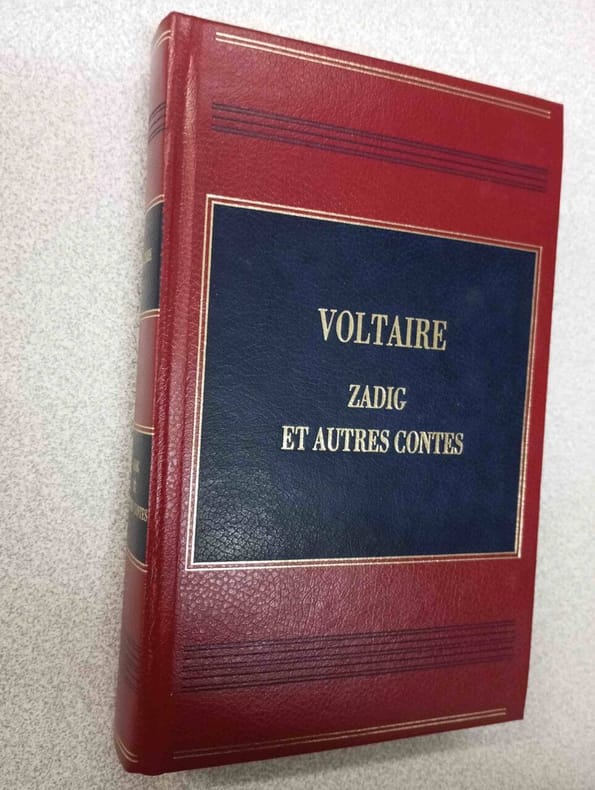 VOLTAIRE
ZADIG
ET AUTRES CONTES